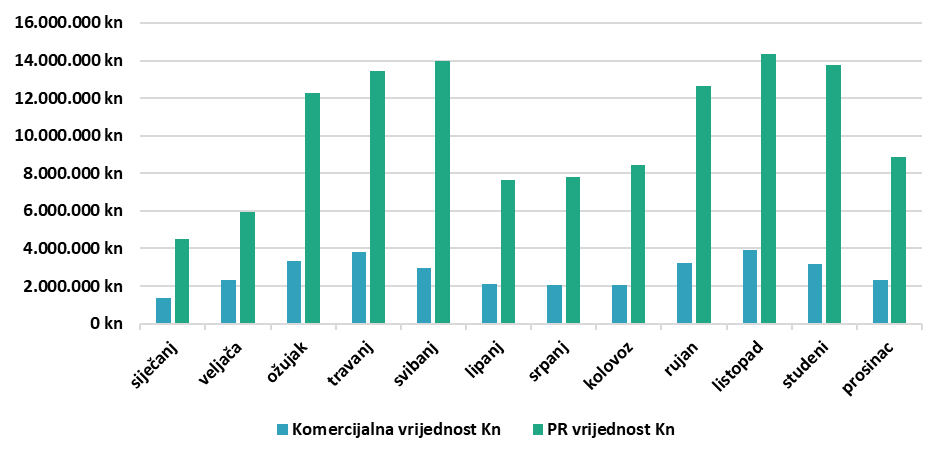 16.000.000 kn
14.000.000 kn
12.000.000 kn
10.000.000 kn
8.000.000 kn
6.000.000 kn
4.000.000 kn
2.000.000 kn
0 kn
siječanj
veljača
ožujak
travanj
svibanj
lipanj
srpanj
kolovoz
rujan
listopad
studeni
prosinac
Komercijalna vrijednost Kn
PR vrijednost Kn